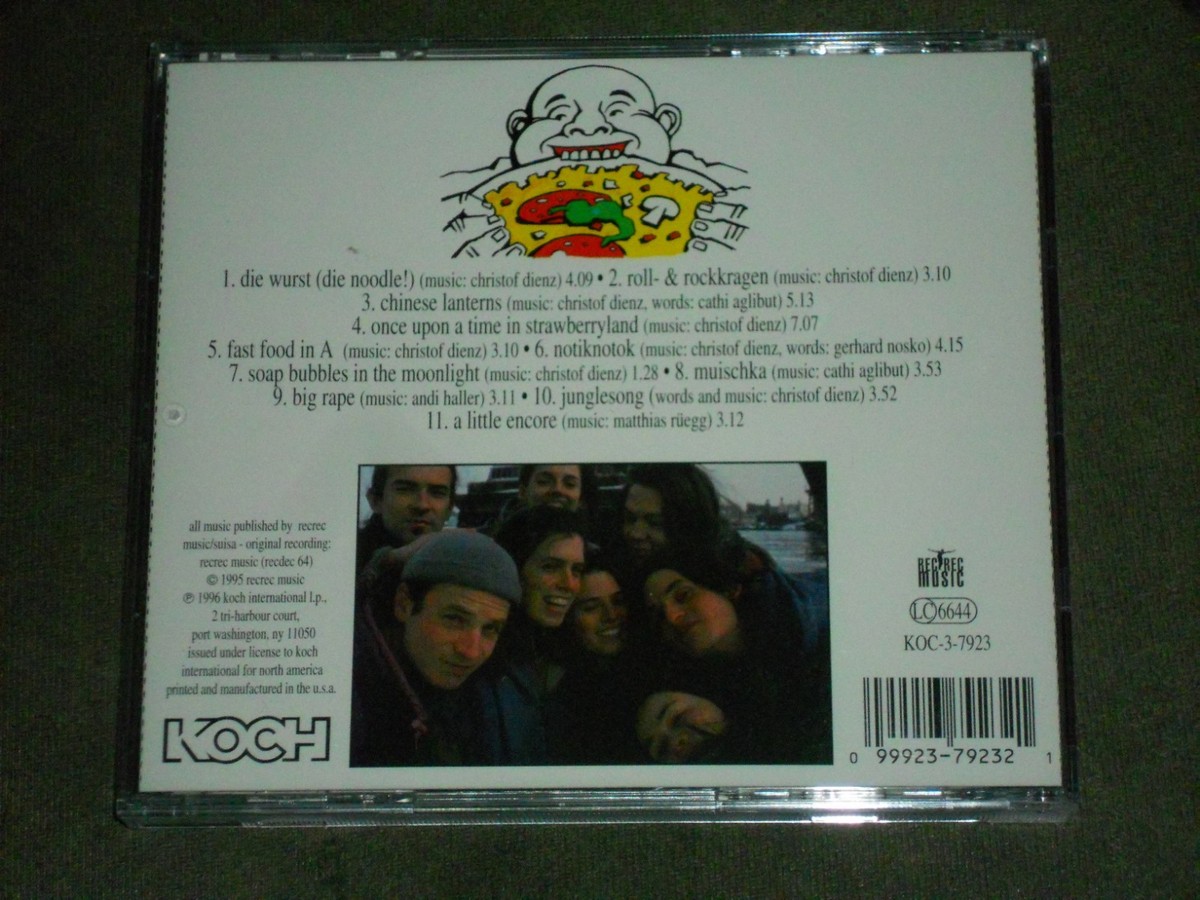 1. die wurst (die noodle!) (music: christof dienz) 4.09 • 2. roll- & rockkragen (music: christof dienz) 3.10
3. chinese lanterns (music: christof dienz, words: cathi aglibut) 5.13
4. once upon a time in strawberryland (music: christof dienz) 7.07
5. fast food in A (music: christof dienz) 3.10 • 6. notiknotok (music: christof dienz, words: gerhard nosko) 4.15
7. soap bubbles in the moonlight (music: christof dienz) 1.28 • 8. muischka (music: cathi aglibut) 3.53
9. big rape (music: andi haller) 3.11 • 10. junglesong (words and music: christof dienz) 3.52
11. a little encore (music: matthias rüegg) 3.12
all music published by recrec
music/suisa - original recording:
recrec music (recdec 64)
© 1995 recrec music
℗ 1996 koch international l.p.,
2 tri-harbour court,
port washington, ny 11050
issued under license to koch
international for north america
printed and manufactured in the u.s.a.
KOCH
REC REC
MUSIC
LC 6644
KOC-3-7923
0 99923-79232 1